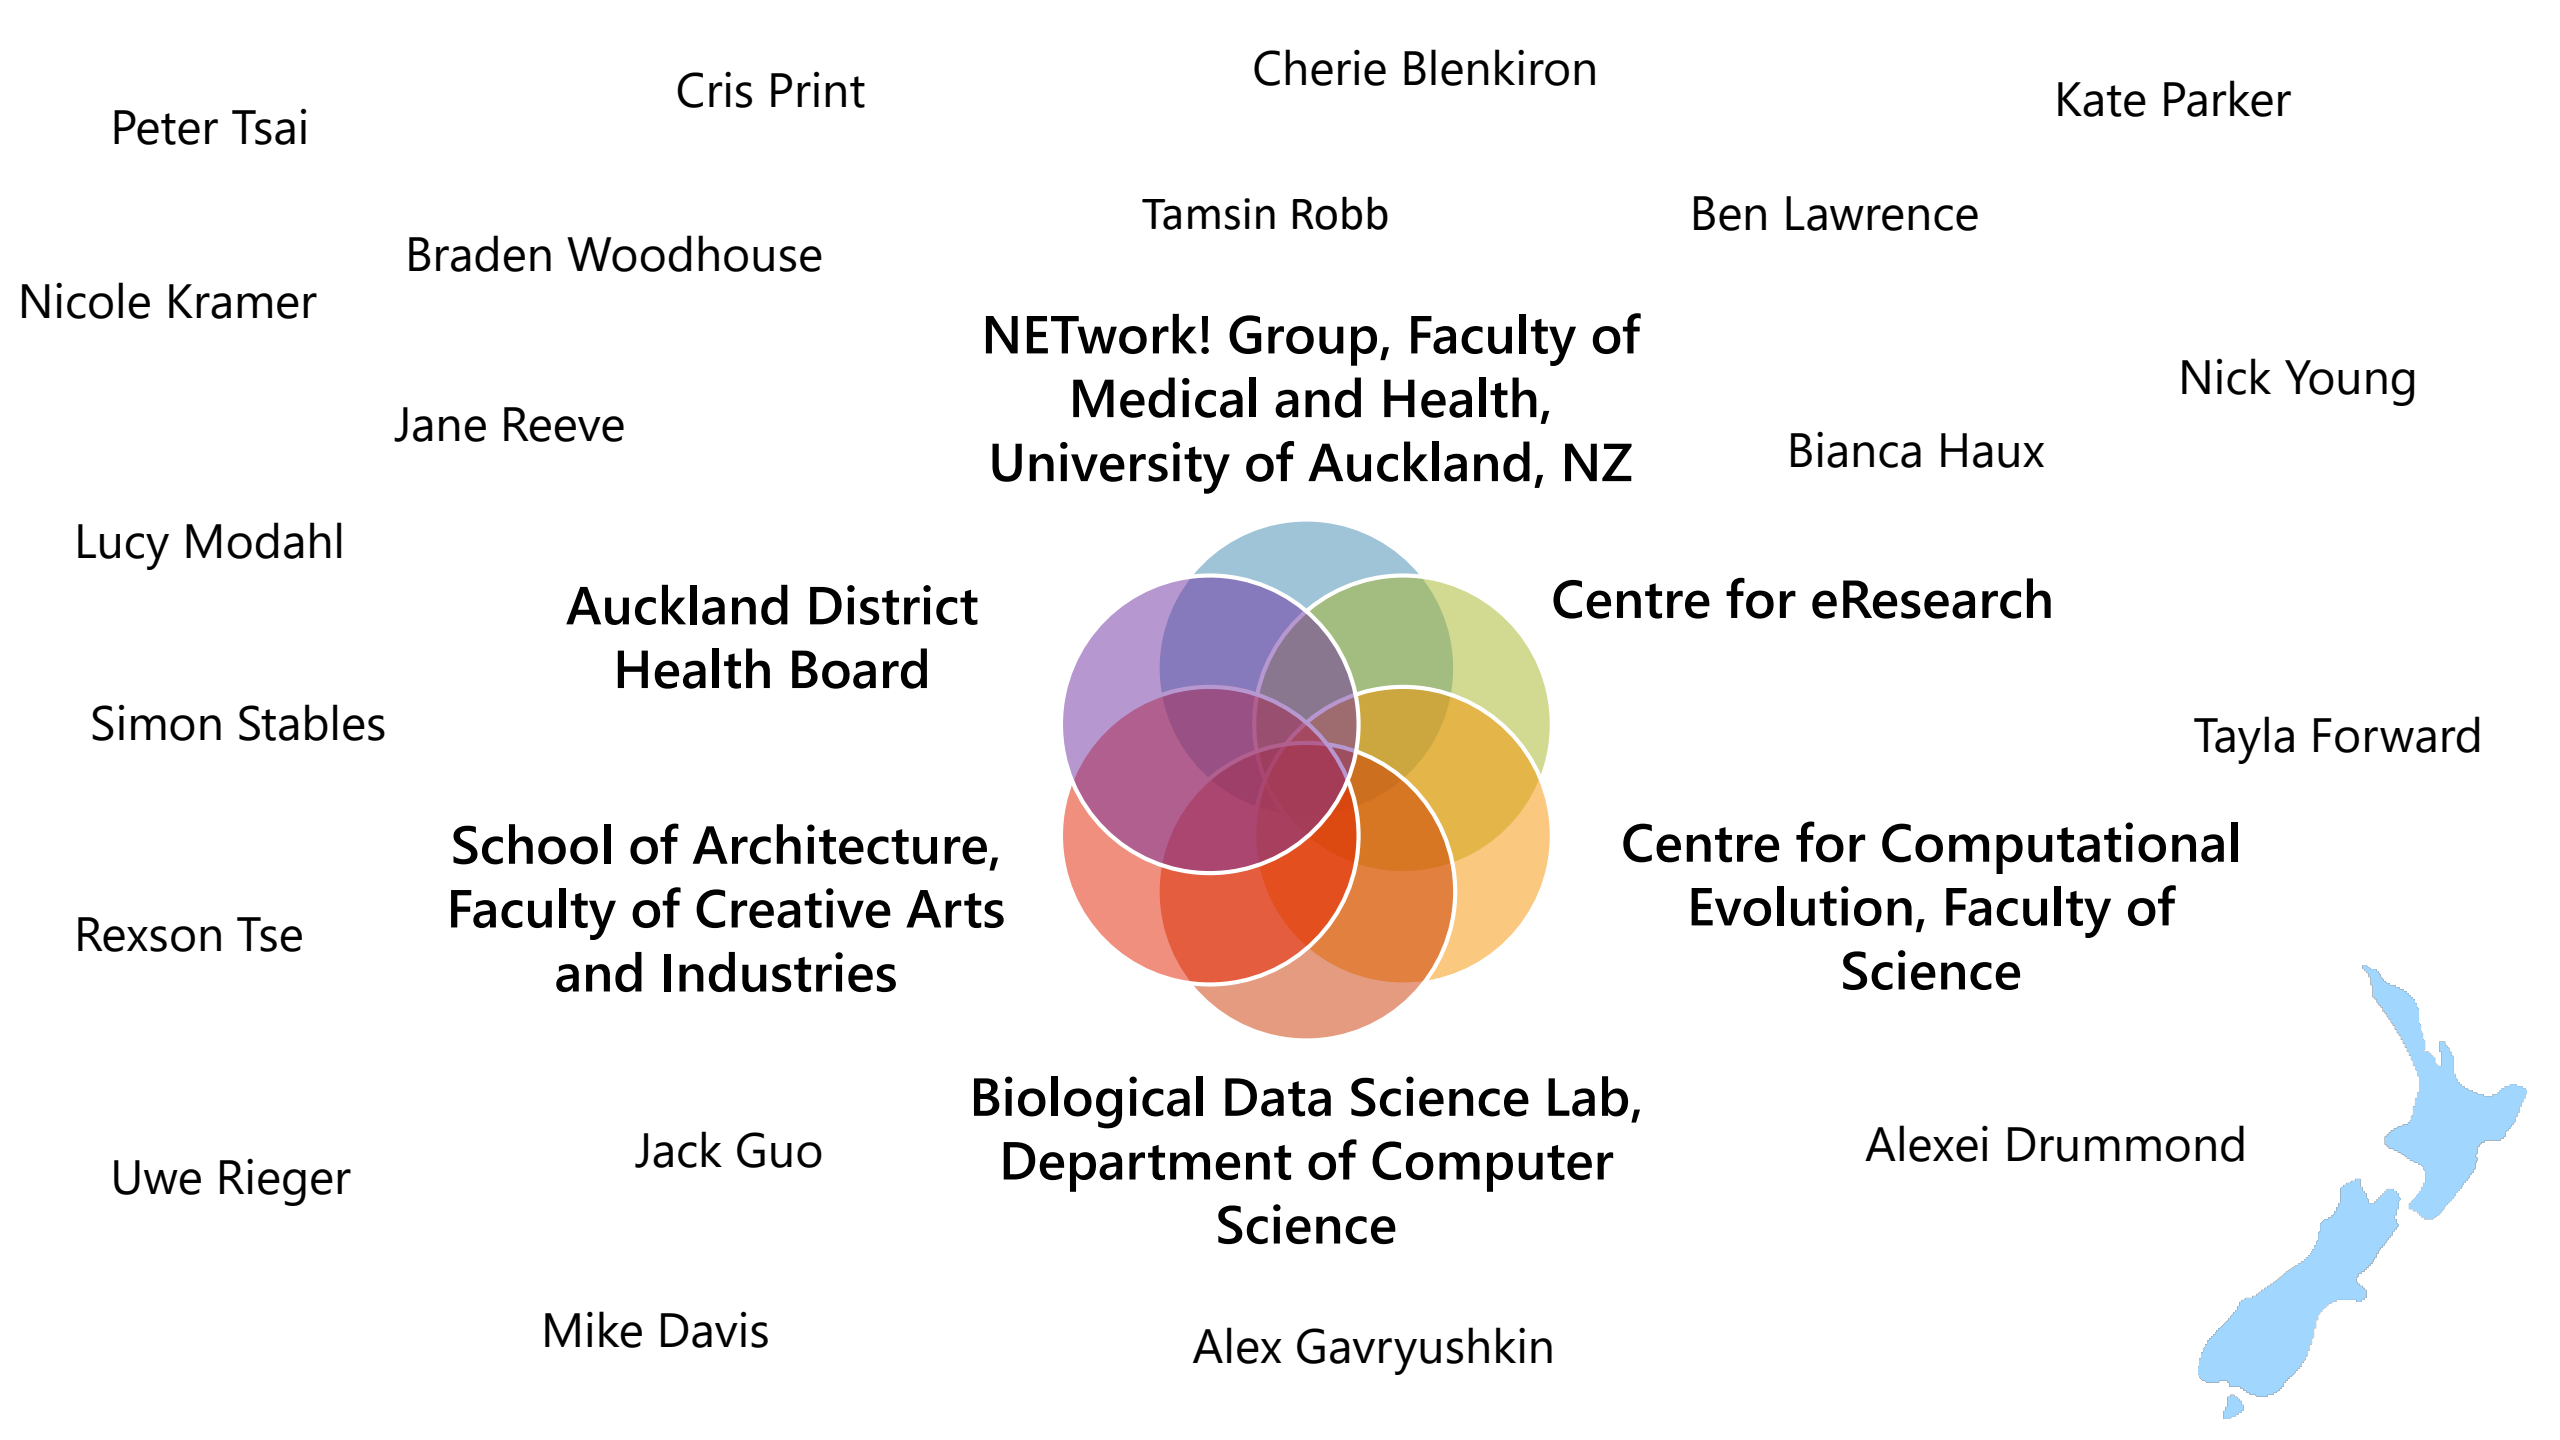 Cherie Blenkiron
Cris Print
Kate Parker
Peter Tsai
Tamsin Robb
Ben Lawrence
Braden Woodhouse
Nicole Kramer
NETwork! Group, Faculty of
Medical and Health,
University of Auckland, NZ
Nick Young
Jane Reeve
Bianca Haux
Lucy Modahl
Auckland District
Health Board
Centre for eResearch
Simon Stables
Tayla Forward
School of Architecture,
Faculty of Creative Arts
and Industries
Centre for Computational
Evolution, Faculty of
Science
Rexson Tse
Biological Data Science Lab,
Department of Computer
Science
Alexei Drummond
Jack Guo
Uwe Rieger
Mike Davis
Alex Gavryushkin